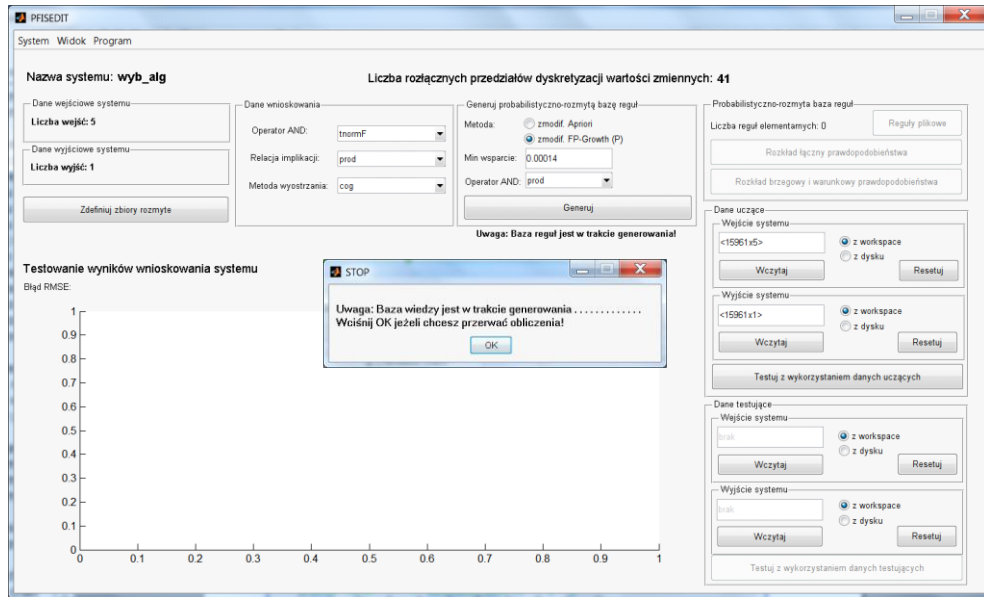 PFISEDIT
System Widok Program
Nazwa systemu: wyb_alg
Liczba rozłącznych przedziałów dyskretyzacji wartości zmiennych: 41
Dane wejściowe systemu
Liczba wejść: 5
Dane wyjściowe systemu
Liczba wyjść: 1
Zdefiniuj zbiory rozmyte
Dane wnioskowania
Operator AND: tnormF
Relacja implikacji: prod
Metoda wyostrzania: cog
Generuj probabilistyczno-rozmytą bazę reguł
Metoda: zmodif. Apriori
zmodif. FP-Growth (P)
Min wsparcie: 0.00014
Operator AND: prod
Generuj
Uwaga: Baza reguł jest w trakcie generowania!
Probabilistyczno-rozmyta baza reguł
Liczba reguł elementarnych: 0
Reguły plikowe
Rozkład łączny prawdopodobieństwa
Rozkład brzegowy i warunkowy prawdopodobieństwa
Testowanie wyników wnioskowania systemu
Błąd RMSE:
1
0.9
0.8
0.7
0.6
0.5
0.4
0.3
0.2
0.1
0
0 0.1 0.2 0.3 0.4 0.5 0.6 0.7 0.8 0.9 1
STOP
Uwaga: Baza wiedzy jest w trakcie generowania . . . . . . . . . . . . .
Wciśnij OK jeżeli chcesz przerwać obliczenia!
OK
Dane uczące
Wejście systemu
<15961x5>
z workspace
z dysku
Wczytaj
Resetuj
Wyjście systemu
<15961x1>
z workspace
z dysku
Wczytaj
Resetuj
Testuj z wykorzystaniem danych uczących
Dane testujące
Wejście systemu
brak
z workspace
z dysku
Wczytaj
Resetuj
Wyjście systemu
brak
z workspace
z dysku
Wczytaj
Resetuj
Testuj z wykorzystaniem danych testujących